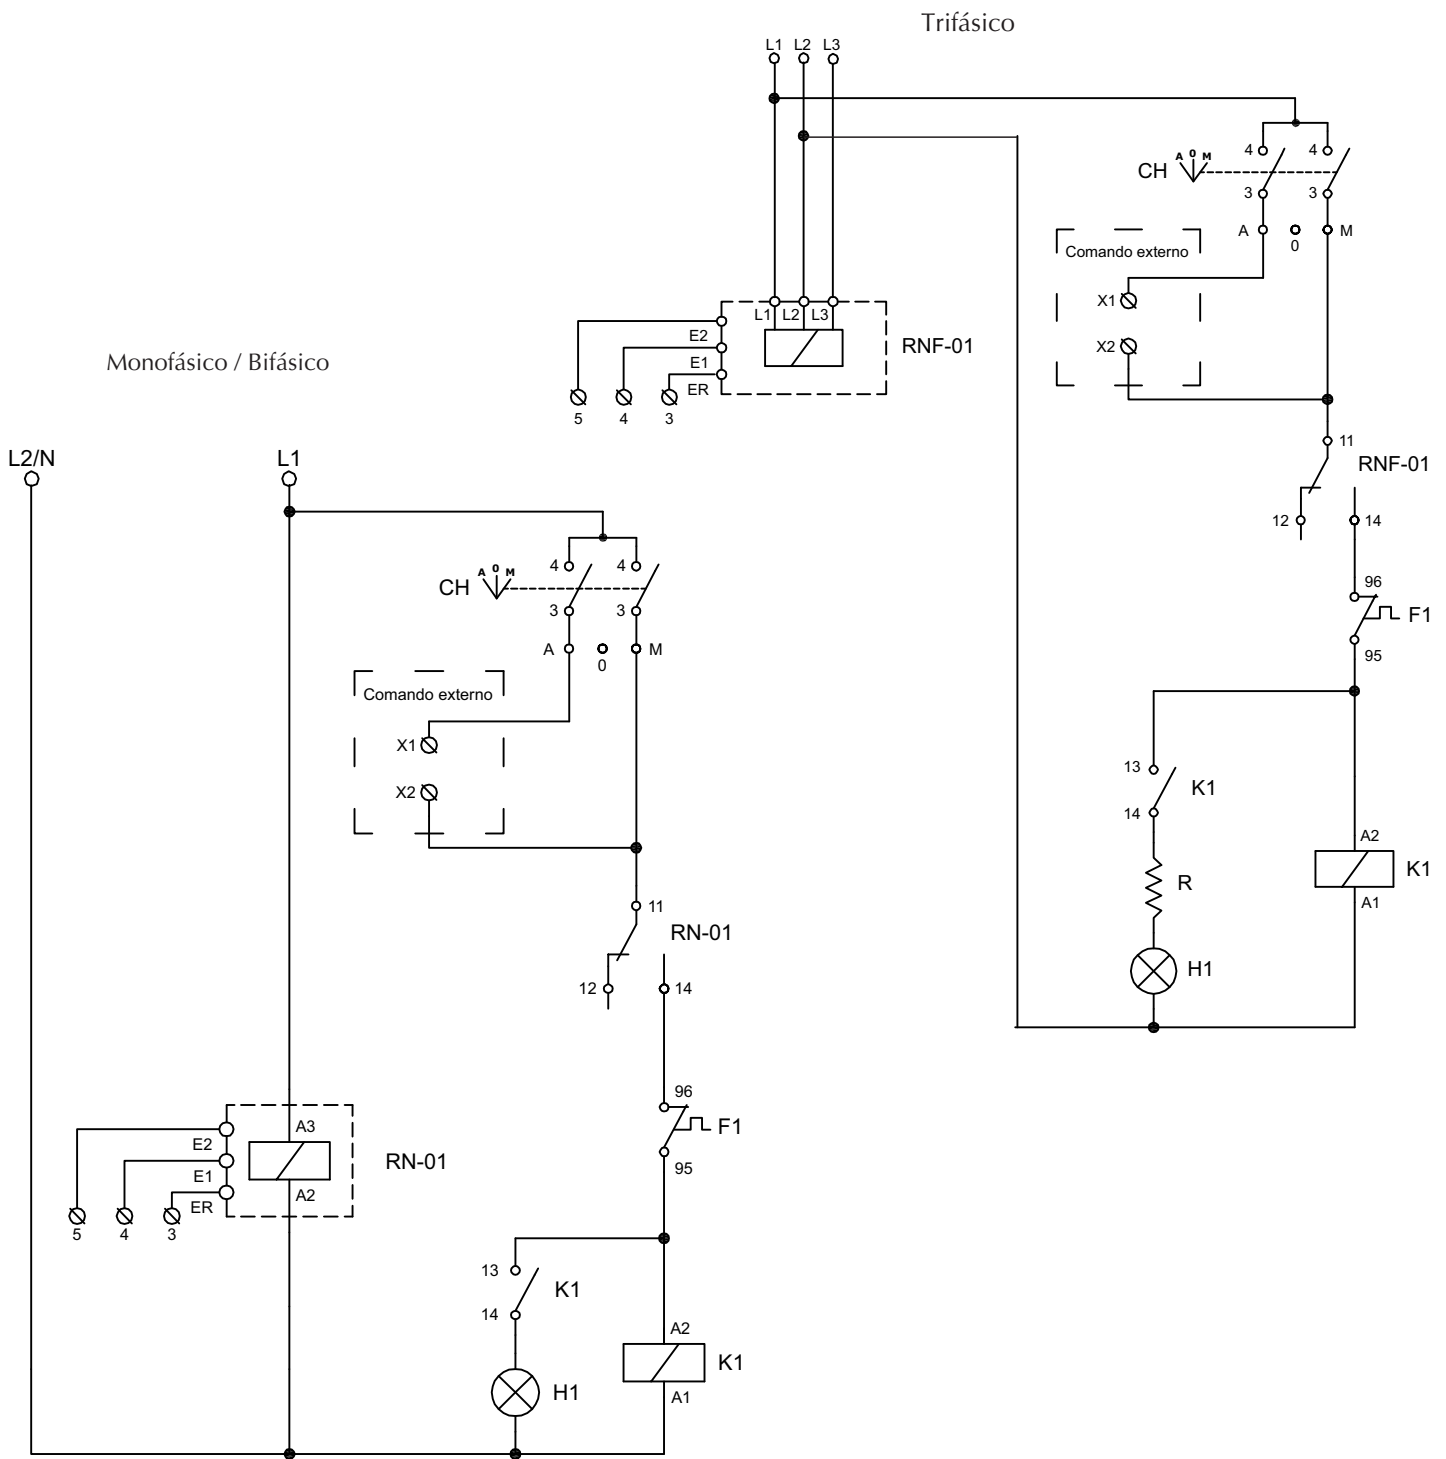 Trifásico
L1 L2 L3
4 4
CH A 0 M
3 3
A 0 M
Comando externo
X1
X2
L1 L2 L3
E2
E1
ER
RNF-01
5 4 3
11
RNF-01
12 14
96
F1
95
13
K1
14
R
H1
A2
K1
A1
Monofásico / Bifásico
L2/N L1
4 4
CH A 0 M
3 3
A 0 M
Comando externo
X1
X2
11
RN-01
12 14
96
F1
95
A3
E2
E1
A2
ER
RN-01
5 4 3
13
K1
14
H1
A2
K1
A1